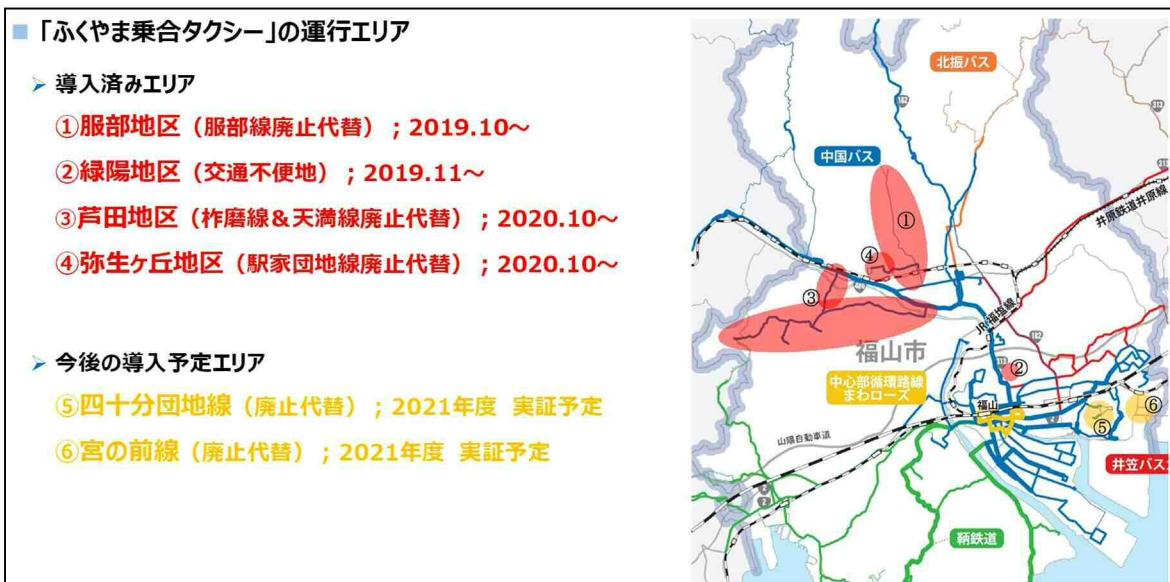 「ふくやま乗合タクシー」の運行エリア
導入済みエリア
①服部地区（服部線廃止代替）；2019.10～
②緑陽地区（交通不便地）；2019.11～
③芦田地区（柞磨線＆天満線廃止代替）；2020.10～
④弥生ヶ丘地区（駅家団地線廃止代替）；2020.10～
今後の導入予定エリア
⑤四十分団地線（廃止代替）；2021年度 実証予定
⑥宮の前線（廃止代替）；2021年度 実証予定
北振バス
182
313
中国バス
313
井原鉄道井原線
①
④
③
JR福塩線
182
福山市
313
②
中心部循環路線
まわローズ
福山
⑤
⑥
2
山陽自動車道
井笠バス
2
2
鞆鉄道